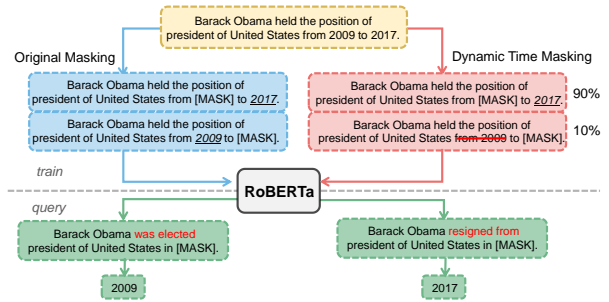 Barack Obama held the position of
president of United States from 2009 to 2017.
Original Masking
Dynamic Time Masking
Barack Obama held the position of
president of United States from [MASK] to 2017.
Barack Obama held the position of
president of United States from 2009 to [MASK].
Barack Obama held the position of
president of United States from [MASK] to 2017.
90%
Barack Obama held the position of
president of United States from 2009 to [MASK].
10%
train
RoBERTa
query
Barack Obama was elected
president of United States in [MASK].
Barack Obama resigned from
president of United States in [MASK].
2009
2017